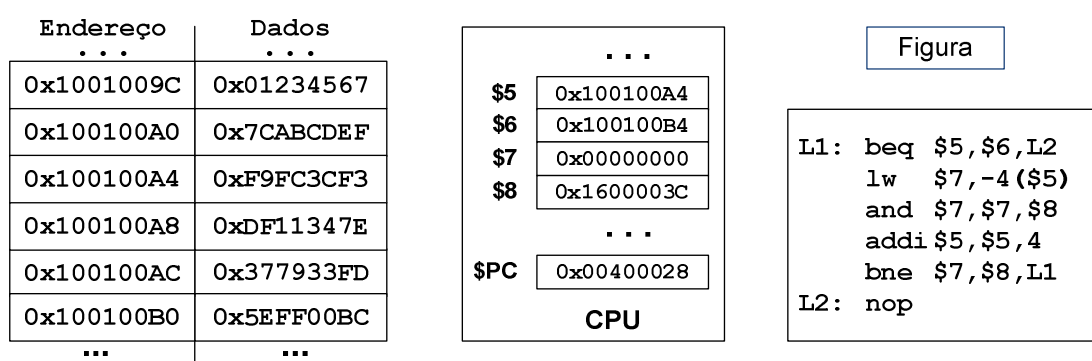 Endereço Dados
... ...
0x1001009C 0x01234567
0x100100A0 0x7CABCDEF
0x100100A4 0xF9FC3CF3
0x100100A8 0xDF11347E
0x100100AC 0x377933FD
0x100100B0 0x5EFF00BC
... ...
...
$5 0x100100A4
$6 0x100100B4
$7 0x00000000
$8 0x1600003C
...
$PC 0x00400028
CPU
Figura
L1: beq $5,$6,L2
lw $7,-4($5)
and $7,$7,$8
addi $5,$5,4
bne $7,$8,L1
L2: nop